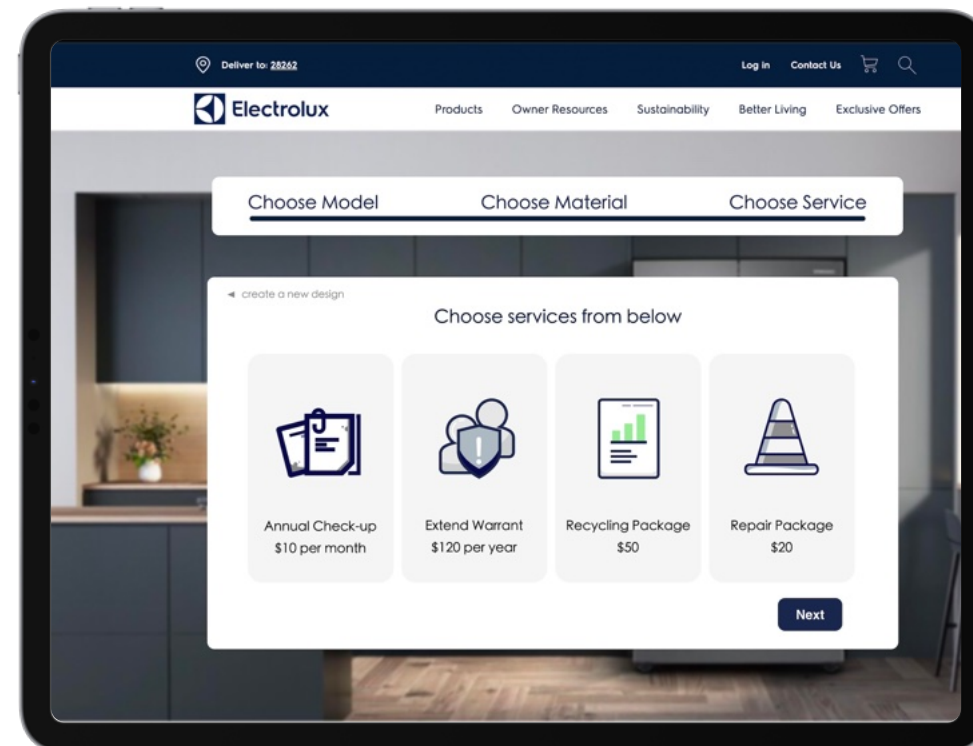 Deliver to: 28262
Log in
Contact Us
Electrolux
Products
Owner Resources
Sustainability
Better Living
Exclusive Offers
Choose Model
Choose Material
Choose Service
◄ create a new design
Choose services from below
Annual Check-up
$10 per month
Extend Warrant
$120 per year
Recycling Package
$50
Repair Package
$20
Next